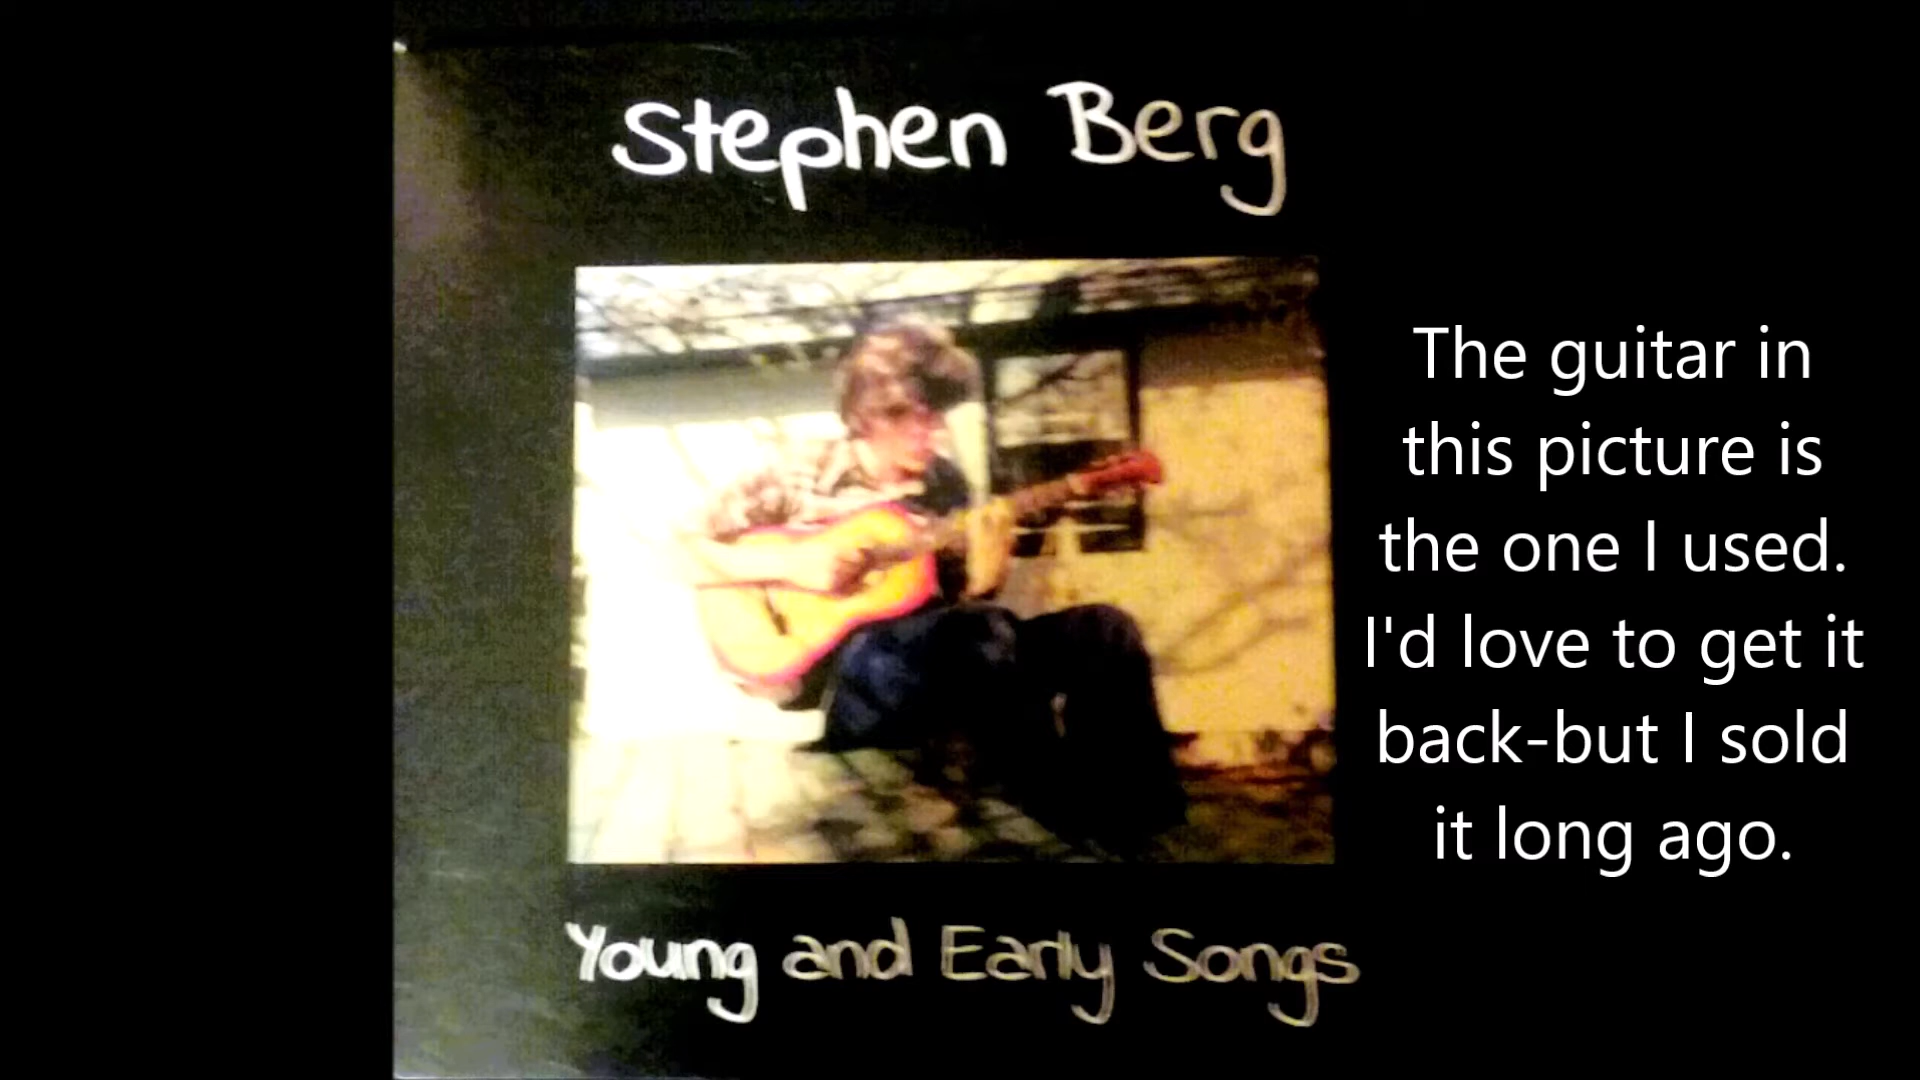 Stephen Berg
The guitar in
this picture is
the one I used.
I'd love to get it
back-but I sold
it long ago.
Young and Early Songs